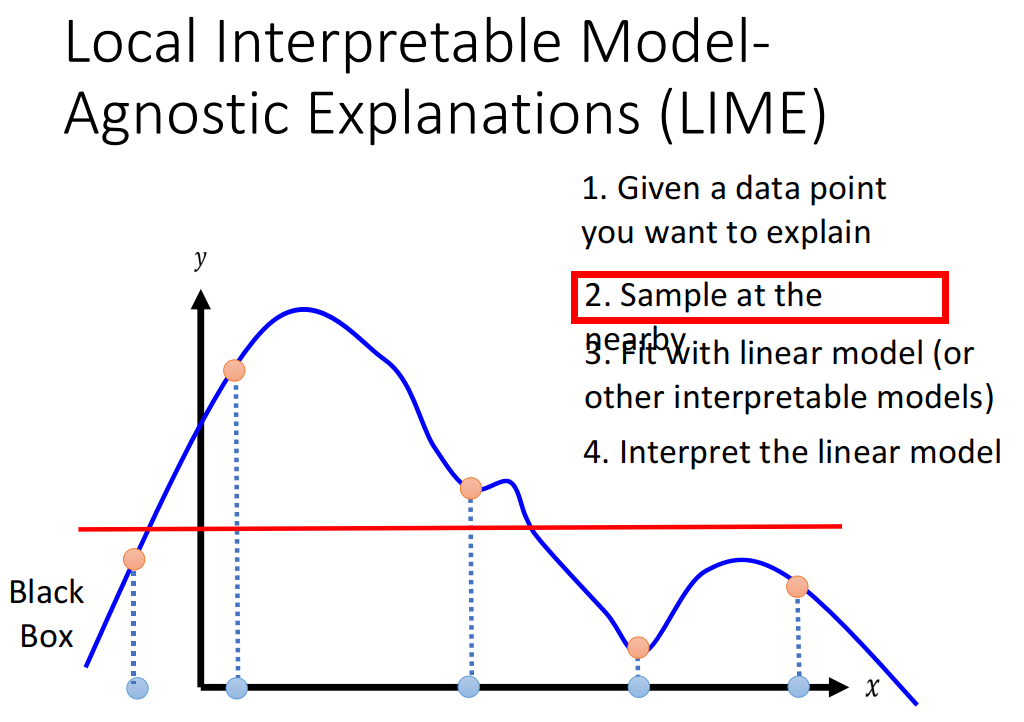 Local Interpretable Model-
Agnostic Explanations (LIME)
1. Given a data point
you want to explain
2. Sample at the
nearby
3. Fit with linear model (or
other interpretable models)
4. Interpret the linear model
y
Black
Box
x